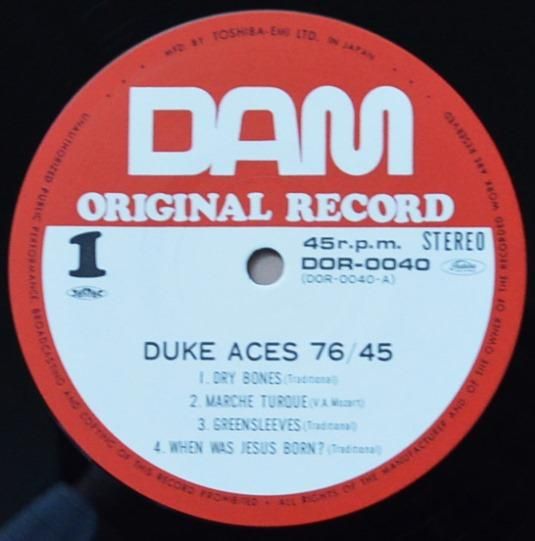 MFD BY TOSHIBA-EMI LTD. IN JAPAN
DAM
ORIGINAL RECORD
1
45r.p.m. STEREO
DOR-0040
(DOR-0040-A)
DUKE ACES 76/45
1. DRY BONES (Traditional)
2. MARCHE TURQUE (V.A. Mozart)
3. GREENSLEEVES (Traditional)
4. WHEN WAS JESUS BORN? (Traditional)
UNAUTHORIZED PUBLIC PERFORMANCE BROADCASTING AND COPYING OF THIS RECORD PROHIBITED • ALL RIGHTS OF THE MANUFACTURER AND OF THE OWNER OF THE RECORDED WORK ARE RESERVED